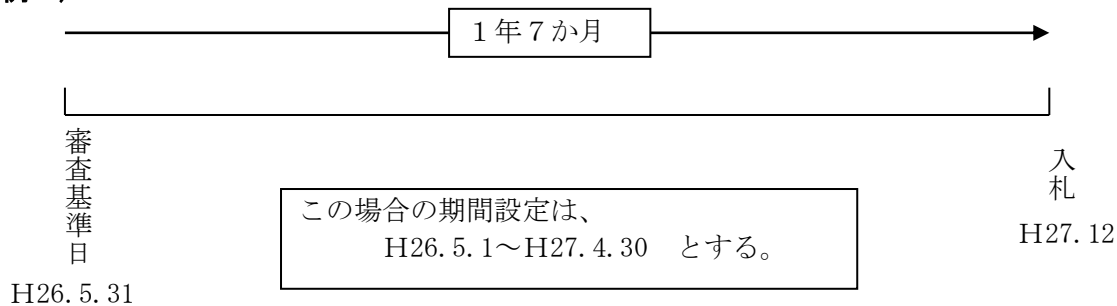 １年７か月
審査基準日
H26.5.31
この場合の期間設定は、
H26.5.1～H27.4.30　とする。
入札
H27.12